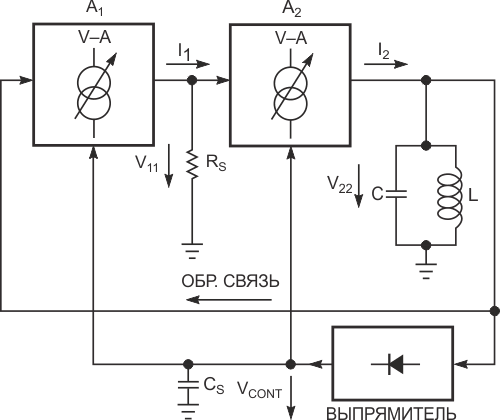 A1 A2
V–A V–A
I1 I2
V11 RS V22 C L
ОБР. СВЯЗЬ
CS VCONT
ВЫПРЯМИТЕЛЬ